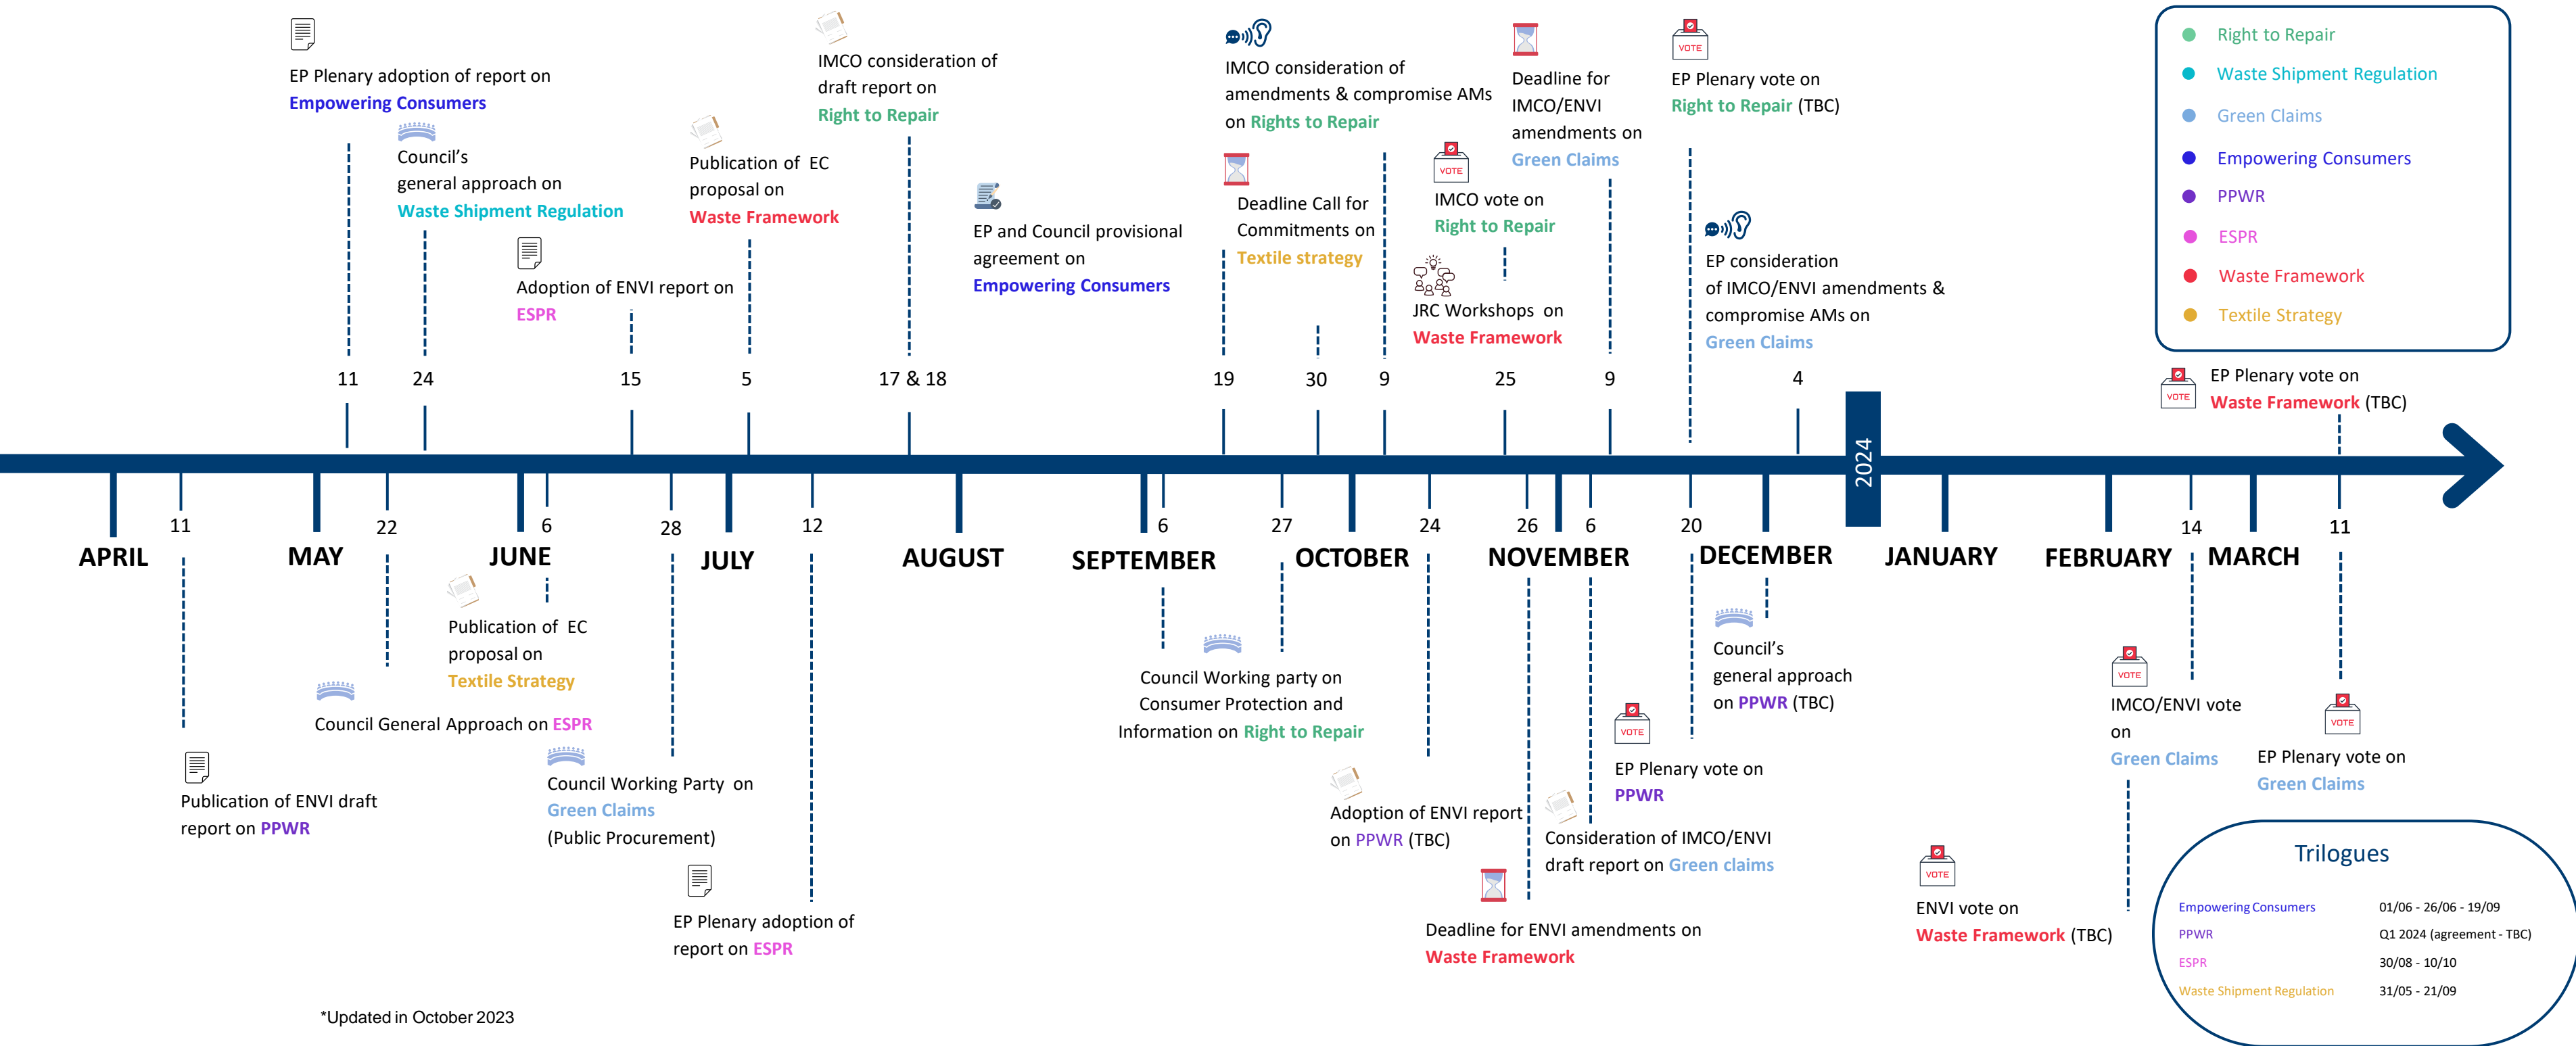 EP Plenary adoption of report on
Empowering Consumers
Council's
general approach on
Waste Shipment Regulation
Adoption of ENVI report on
ESPR
Publication of EC
proposal on
Waste Framework
IMCO consideration of
draft report on
Right to Repair
EP and Council provisional
agreement on
Empowering Consumers
IMCO consideration of
amendments & compromise AMs
on Rights to Repair
Deadline Call for
Commitments on
Textile strategy
VOTE
IMCO vote on
Right to Repair
JRC Workshops on
Waste Framework
Deadline for
IMCO/ENVI
amendments on
Green Claims
VOTE
EP Plenary vote on
Right to Repair (TBC)
EP consideration
of IMCO/ENVI amendments &
compromise AMs on
Green Claims
Right to Repair
Waste Shipment Regulation
Green Claims
Empowering Consumers
PPWR
ESPR
Waste Framework
Textile Strategy
VOTE
EP Plenary vote on
Waste Framework (TBC)
11
24
15
5
17 & 18
19
30
9
25
9
4
2024
11
22
6
28
12
6
27
24
26
6
20
14
11
APRIL
MAY
JUNE
JULY
AUGUST
SEPTEMBER
OCTOBER
NOVEMBER
DECEMBER
JANUARY
FEBRUARY
MARCH
Publication of ENVI draft
report on PPWR
Council General Approach on ESPR
Publication of EC
proposal on
Textile Strategy
Council Working Party on
Green Claims
(Public Procurement)
EP Plenary adoption of
report on ESPR
Council Working party on
Consumer Protection and
Information on Right to Repair
Adoption of ENVI report
on PPWR (TBC)
Deadline for ENVI amendments on
Waste Framework
Consideration of IMCO/ENVI
draft report on Green claims
VOTE
EP Plenary vote on
PPWR
Council's
general approach
on PPWR (TBC)
VOTE
ENVI vote on
Waste Framework (TBC)
VOTE
IMCO/ENVI vote
on
Green Claims
VOTE
EP Plenary vote on
Green Claims
Trilogues
Empowering Consumers 01/06 - 26/06 - 19/09
PPWR Q1 2024 (agreement - TBC)
ESPR 30/08 - 10/10
Waste Shipment Regulation 31/05 - 21/09
*Updated in October 2023